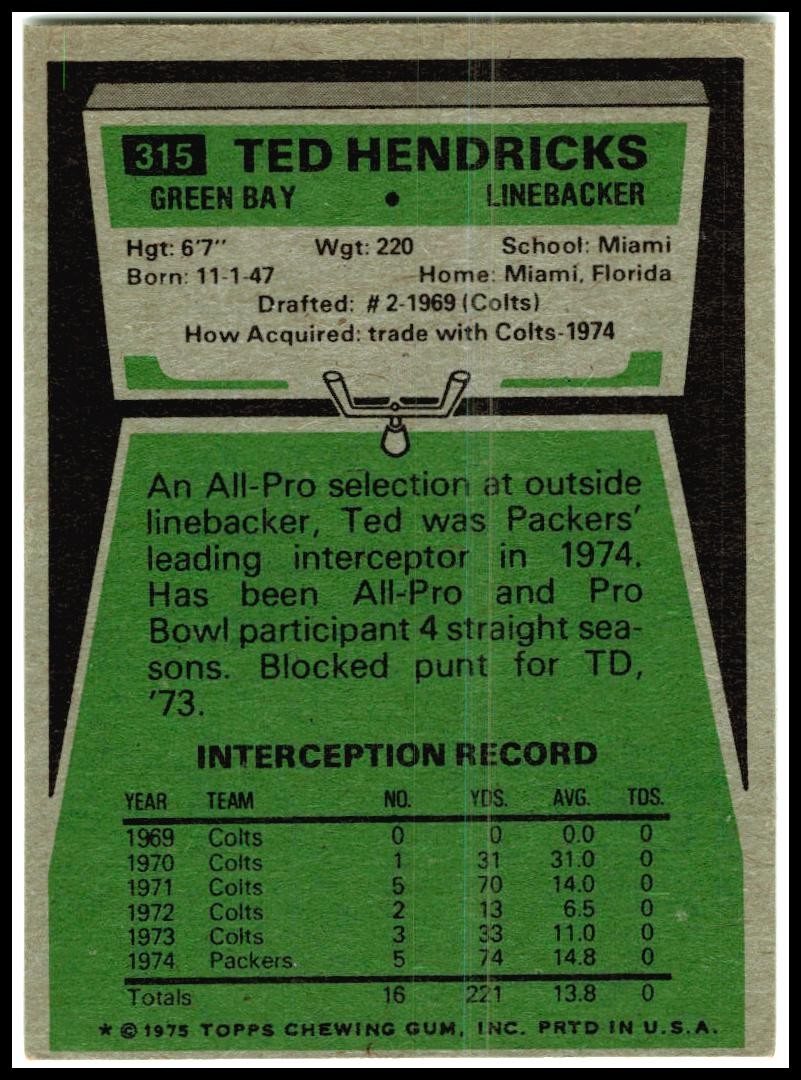 315 TED HENDRICKS
GREEN BAY • LINEBACKER
Hgt: 6'7" Wgt: 220 School: Miami
Born: 11-1-47 Home: Miami, Florida
Drafted: #2-1969 (Colts)
How Acquired: trade with Colts-1974
An All-Pro selection at outside
linebacker, Ted was Packers'
leading interceptor in 1974.
Has been All-Pro and Pro
Bowl participant 4 straight sea-
sons. Blocked punt for TD,
'73.
INTERCEPTION RECORD
YEAR TEAM NO. YDS. AVG. TDS.
1969 Colts 0 0 0.0 0
1970 Colts 1 31 31.0 0
1971 Colts 5 70 14.0 0
1972 Colts 2 13 6.5 0
1973 Colts 3 33 11.0 0
1974 Packers 5 74 14.8 0
Totals 16 221 13.8 0
* © 1975 TOPPS CHEWING GUM, INC. PRTD IN U.S.A.